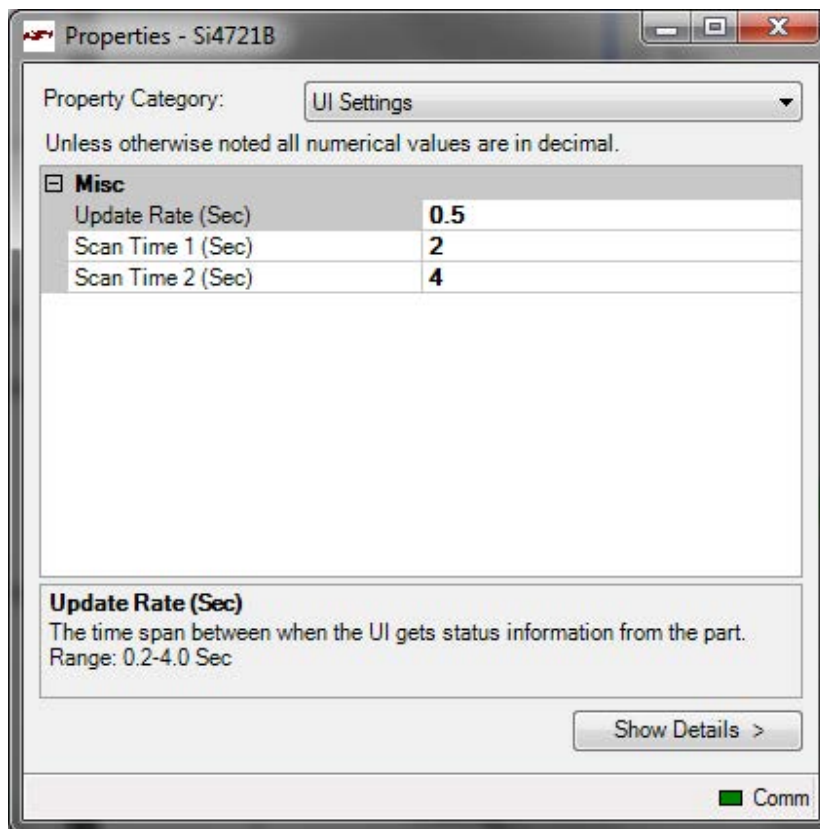 Properties - Si4721B
Property Category: UI Settings
Unless otherwise noted all numerical values are in decimal.
Misc
Update Rate (Sec) 0.5
Scan Time 1 (Sec) 2
Scan Time 2 (Sec) 4
Update Rate (Sec)
The time span between when the UI gets status information from the part.
Range: 0.2-4.0 Sec
Show Details >
Comm